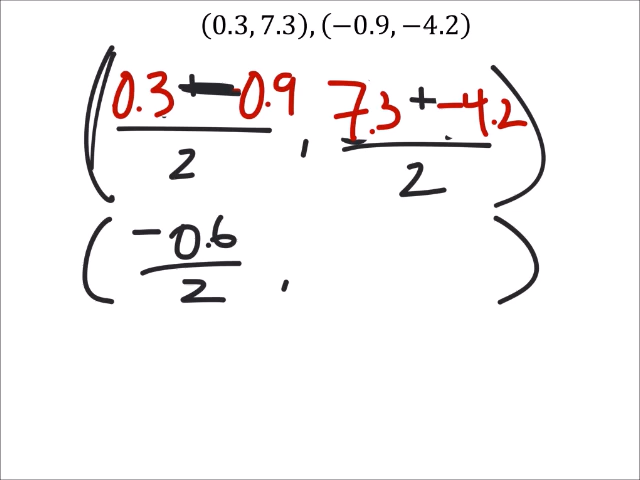 (0.3, 7.3), (−0.9, −4.2)
(0.3 + -0.9 / 2 , 7.3 + -4.2 / 2)
(-0.6 / 2 , )